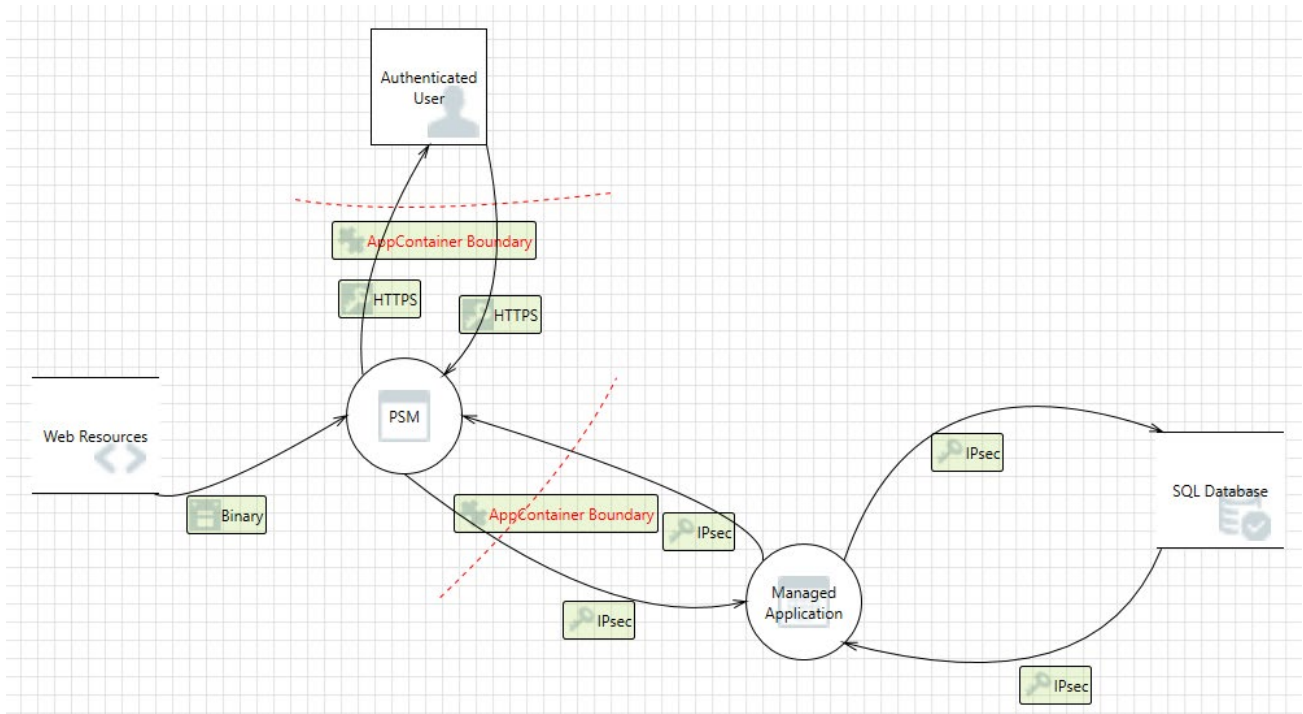 Authenticated
User
AppContainer Boundary
HTTPS
HTTPS
PSM
Web Resources
Binary
IPsec
SQL Database
AppContainer Boundary
IPsec
Managed
Application
IPsec
IPsec